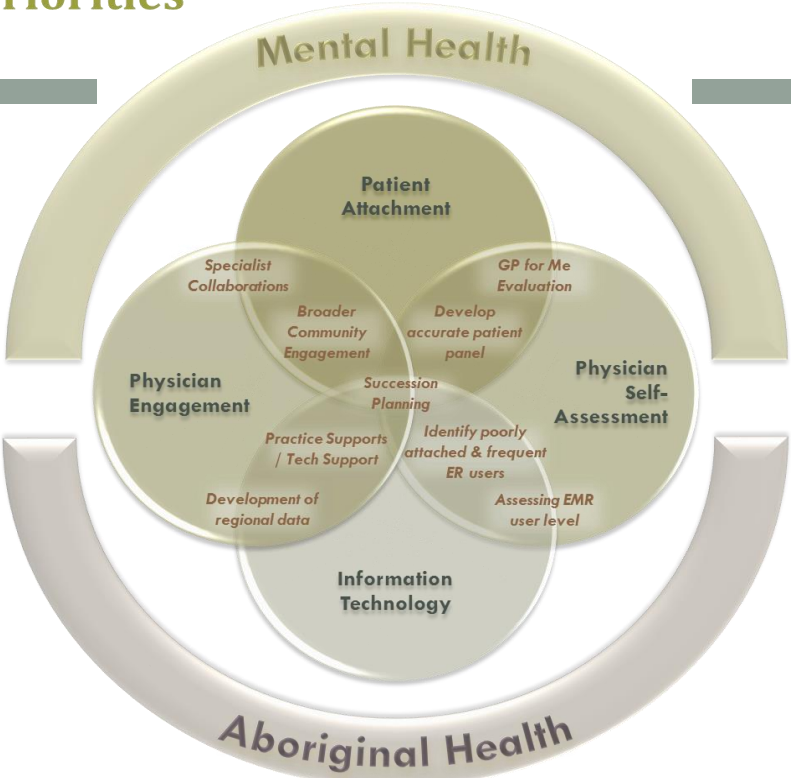 riorities
Mental Health
Patient
Attachment
Specialist
Collaborations
GP for Me
Evaluation
Broader
Community
Engagement
Develop
accurate patient
panel
Physician
Engagement
Physician
Self-
Assessment
Succession
Planning
Practice Supports
/ Tech Support
Identify poorly
attached & frequent
ER users
Development of
regional data
Assessing EMR
user level
Information
Technology
Aboriginal Health